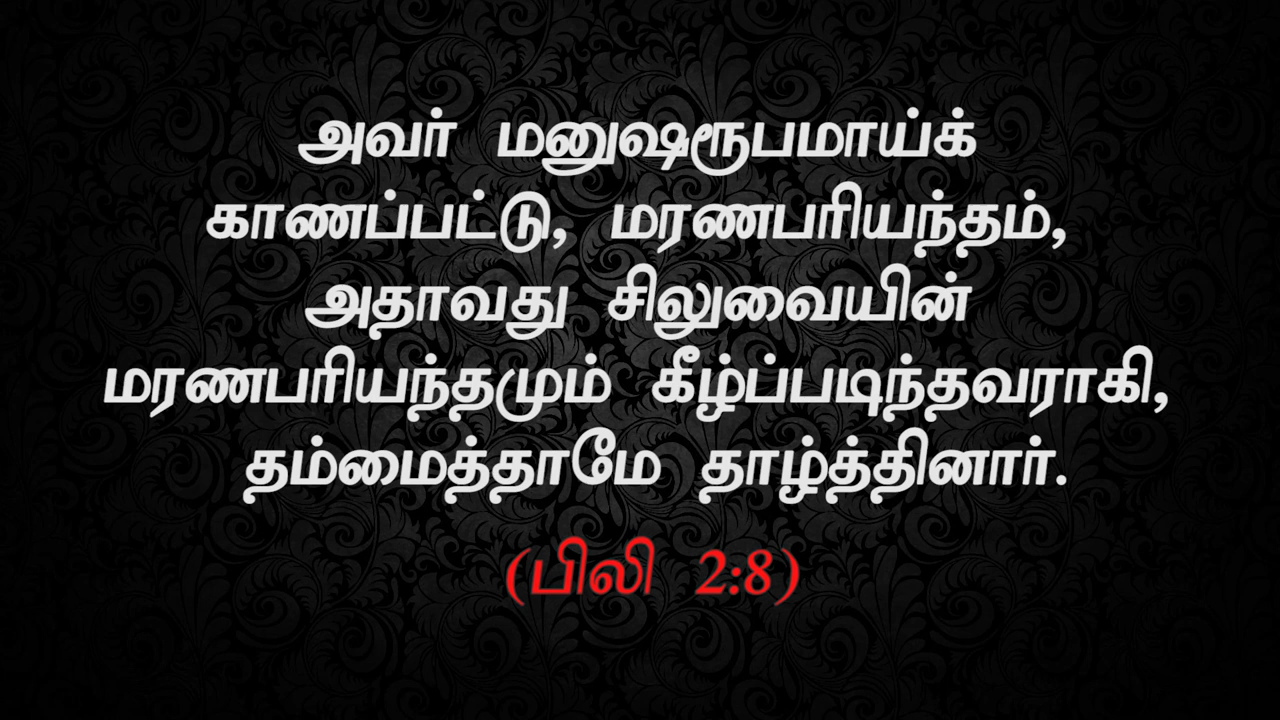 அவர் மனுஷரூபமாய்க்
காணப்பட்டு, மரணபரியந்தம்,
அதாவது சிலுவையின்
மரணபரியந்தமும் கீழ்ப்படிந்தவராகி,
தம்மைத்தாமே தாழ்த்தினார்.
(பிலி 2:8)